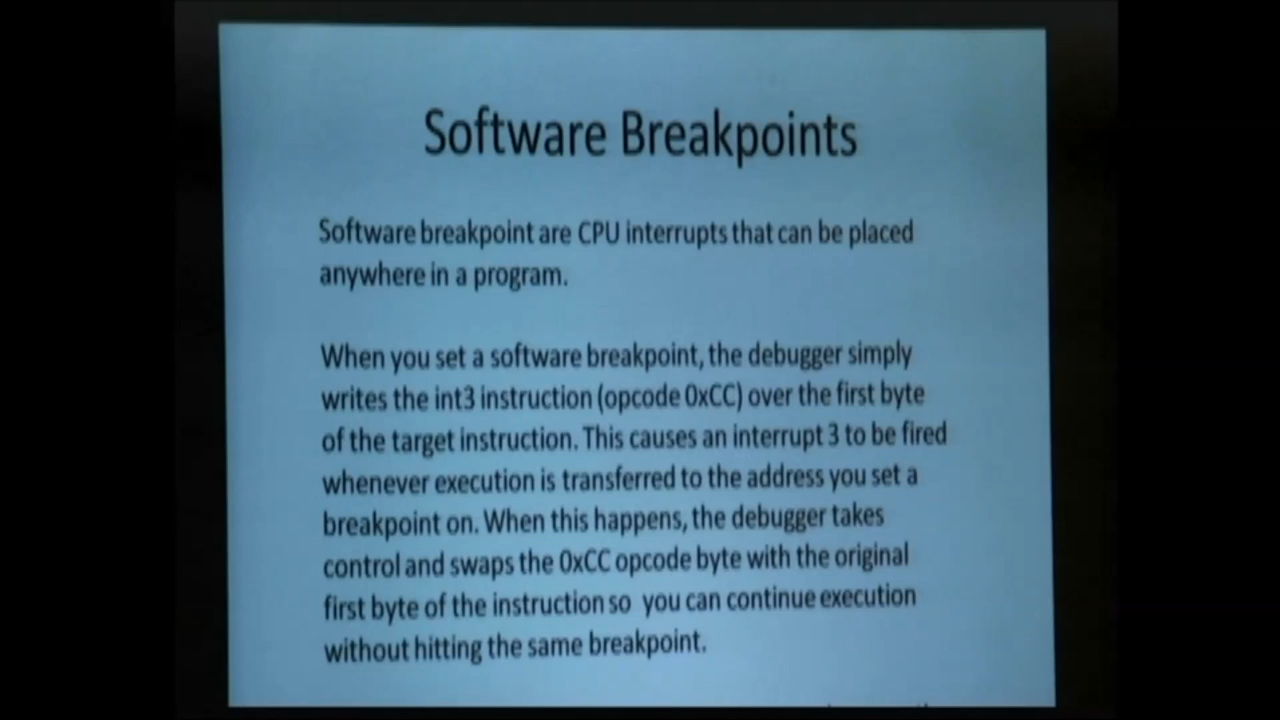 Software Breakpoints
Software breakpoint are CPU interrupts that can be placed
anywhere in a program.
When you set a software breakpoint, the debugger simply
writes the int3 instruction (opcode 0xCC) over the first byte
of the target instruction. This causes an interrupt 3 to be fired
whenever execution is transferred to the address you set a
breakpoint on. When this happens, the debugger takes
control and swaps the 0xCC opcode byte with the original
first byte of the instruction so you can continue execution
without hitting the same breakpoint.